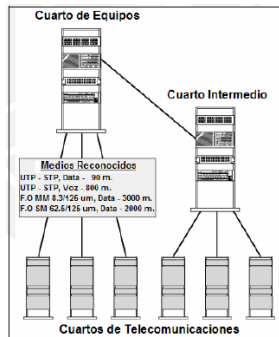 Cuarto de Equipos
Cuarto Intermedio
Medios Reconocidos
UTP - STP, Data - 90 m.
UTP - STP, Voz - 800 m.
F.O MM 8.3/125 um, Data - 3000 m.
F.O SM 62.5/125 um, Data - 2000 m.
Cuartos de Telecomunicaciones